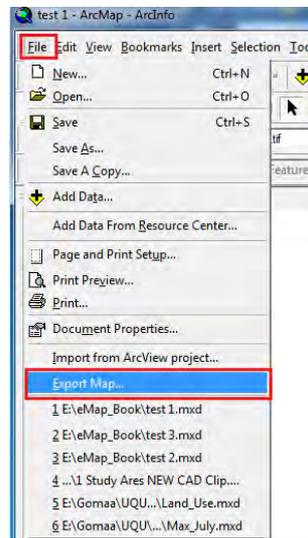 test 1 - ArcMap - ArcInfo
File Edit View Bookmarks Insert Selection
New... Ctrl+N
Open... Ctrl+O
Save Ctrl+S
Save As...
Save A Copy...
Add Data...
Add Data From Resource Center...
Page and Print Setup...
Print Preview...
Print...
Document Properties...
Import from ArcView project...
Export Map...
1 E:\eMap_Book\test 1.mxd
2 E:\eMap_Book\test 3.mxd
3 E:\eMap_Book\test 2.mxd
4 ...\1 Study Ares NEW CAD Clip....
5 E:\Gomaa\UQU...\Land_Use.mxd
6 E:\Gomaa\UQU\...\Max_July.mxd